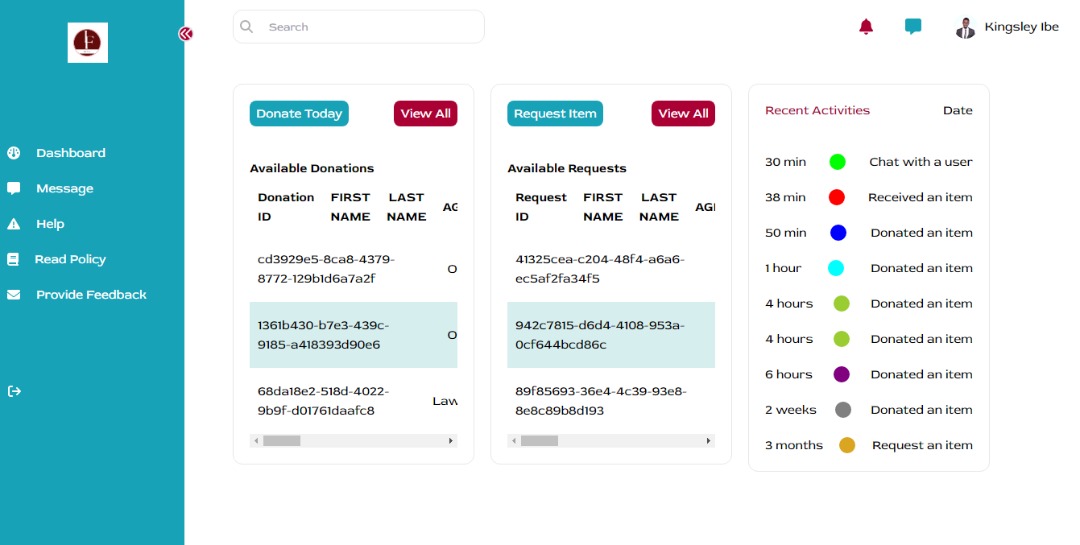 Search
Kingsley Ibe
Dashboard
Message
Help
Read Policy
Provide Feedback
Donate Today
View All
Available Donations
Donation ID
FIRST NAME
LAST NAME
AG
cd3929e5-8ca8-4379-
8772-129b1d6a7a2f
O
1361b430-b7e3-439c-
9185-a418393d90e6
O
68da18e2-518d-4022-
9b9f-d01761daafc8
Law
Request Item
View All
Available Requests
Request ID
FIRST NAME
LAST NAME
AG
41325cea-c204-48f4-a6a6-
ec5af2fa34f5
942c7815-d6d4-4108-953a-
0cf644bcd86c
89f85693-36e4-4c39-93e8-
8e8c89b8d193
Recent Activities Date
30 min Chat with a user
38 min Received an item
50 min Donated an item
1 hour Donated an item
4 hours Donated an item
4 hours Donated an item
6 hours Donated an item
2 weeks Donated an item
3 months Request an item